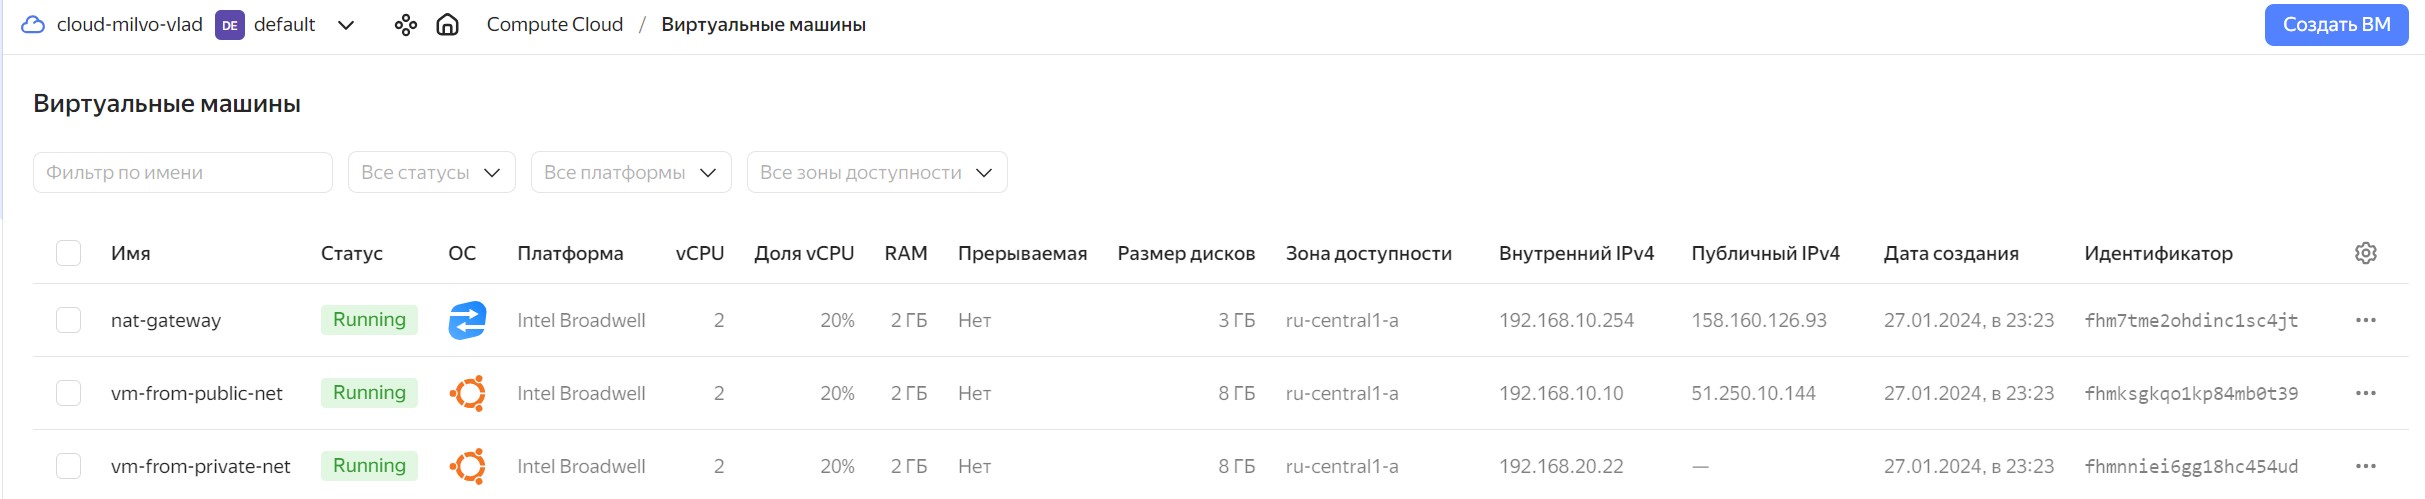 cloud-milvo-vlad DE default Compute Cloud / Виртуальные машины Создать ВМ
Виртуальные машины
Фильтр по имени Все статусы Все платформы Все зоны доступности
Имя Статус ОС Платформа vCPU Доля vCPU RAM Прерываемая Размер дисков Зона доступности Внутренний IPv4 Публичный IPv4 Дата создания Идентификатор
nat-gateway Running Intel Broadwell 2 20% 2 ГБ Нет 3 ГБ ru-central1-a 192.168.10.254 158.160.126.93 27.01.2024, в 23:23 fhm7tme2ohdinc1sc4jt
vm-from-public-net Running Intel Broadwell 2 20% 2 ГБ Нет 8 ГБ ru-central1-a 192.168.10.10 51.250.10.144 27.01.2024, в 23:23 fhmksgkqo1kp84mb0t39
vm-from-private-net Running Intel Broadwell 2 20% 2 ГБ Нет 8 ГБ ru-central1-a 192.168.20.22 — 27.01.2024, в 23:23 fhmnniei6gg18hc454ud